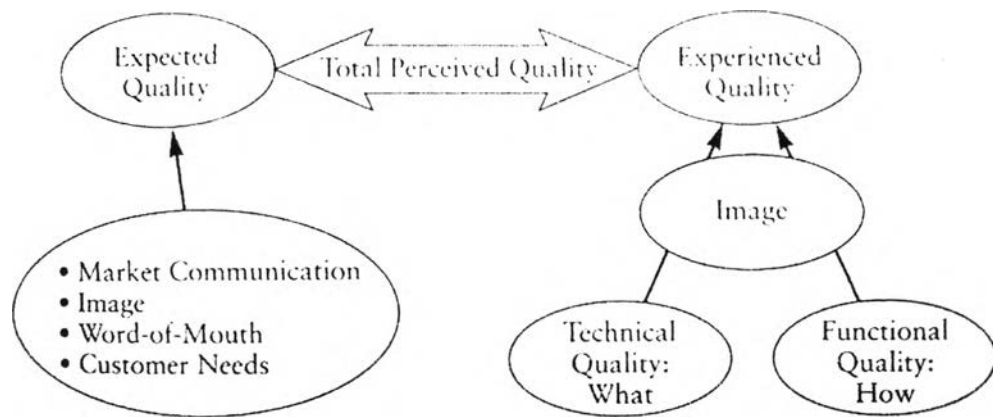 Expected
Quality
Total Perceived Quality
Experienced
Quality
Image
• Market Communication
• Image
• Word-of-Mouth
• Customer Needs
Technical
Quality:
What
Functional
Quality:
How